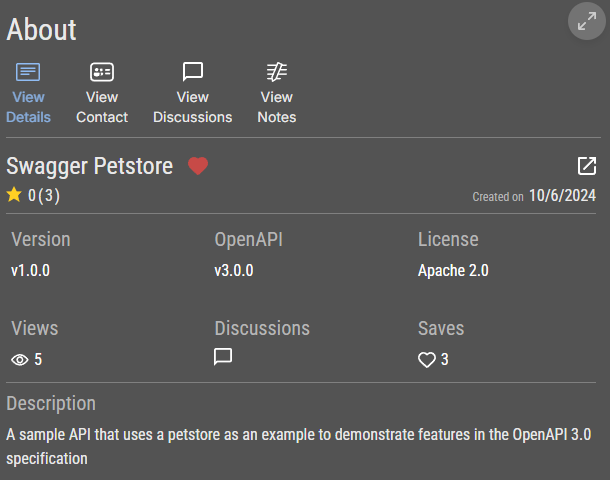 About
View Details
View Contact
View Discussions
View Notes
Swagger Petstore
0(3)
Created on 10/6/2024
Version
OpenAPI
License
v1.0.0
v3.0.0
Apache 2.0
Views
Discussions
Saves
5
3
Description
A sample API that uses a petstore as an example to demonstrate features in the OpenAPI 3.0
specification